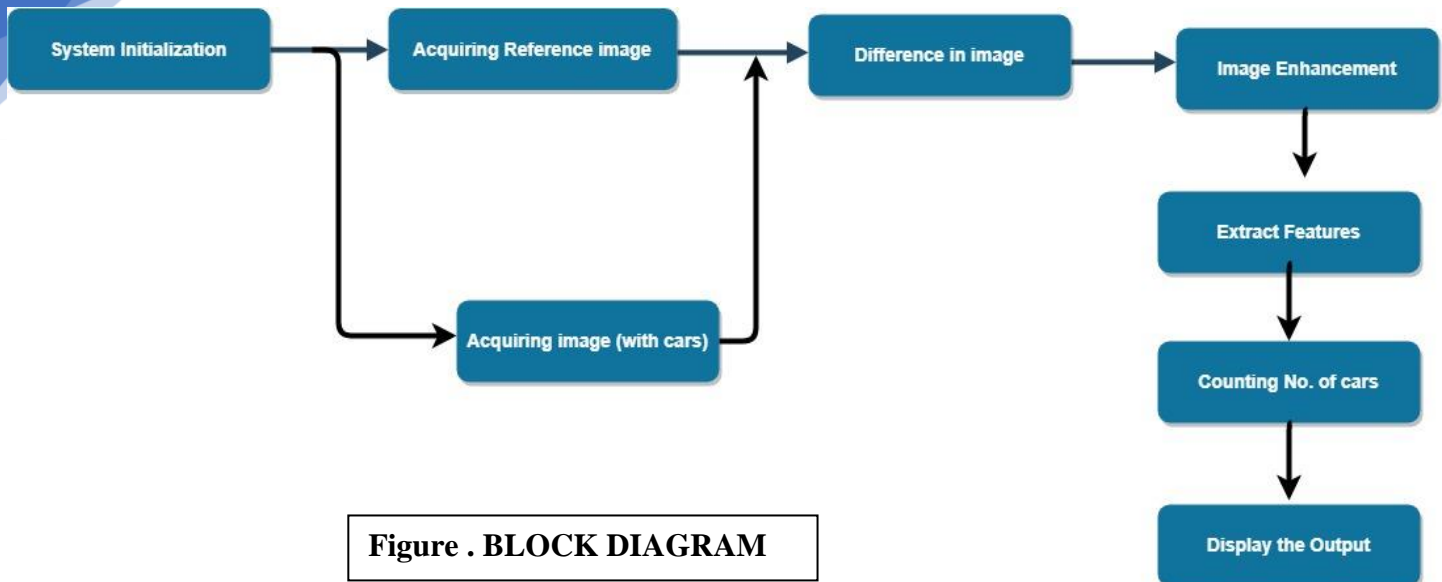 System Initialization
Acquiring Reference image
Difference in image
Image Enhancement
Extract Features
Acquiring image (with cars)
Counting No. of cars
Display the Output
Figure . BLOCK DIAGRAM